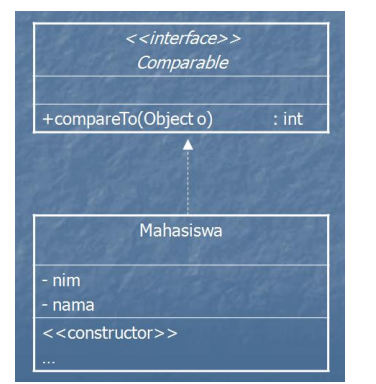 <<interface>>
Comparable
+compareTo(Object o) : int
Mahasiswa
- nim
- nama
<<constructor>>
...